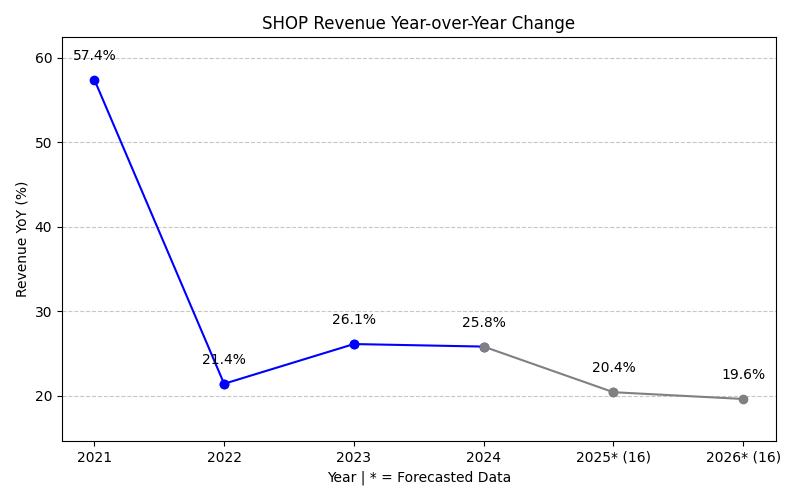 SHOP Revenue Year-over-Year Change
57.4%
21.4%
26.1%
25.8%
20.4%
19.6%
60
50
40
30
20
Revenue YoY (%)
2021 2022 2023 2024 2025* (16) 2026* (16)
Year | * = Forecasted Data